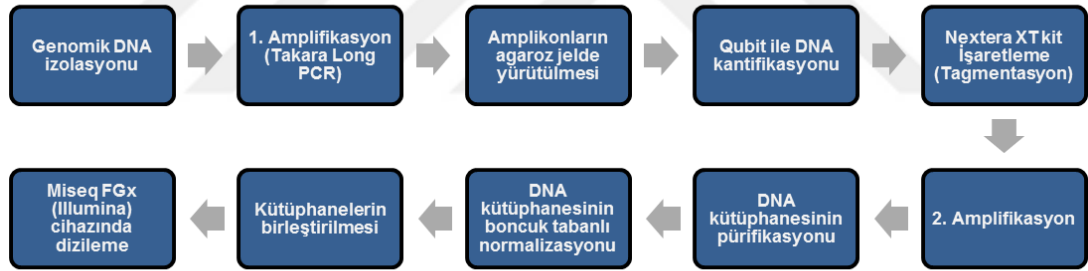 Genomik DNA
izolasyonu
1. Amplifikasyon
(Takara Long
PCR)
Amplikonların
agaroz jelde
yürütülmesi
Qubit ile DNA
kantifikasyonu
Nextera XT kit
İşaretleme
(Tagmentasyon)
2. Amplifikasyon
DNA
kütüphanesinin
pürifikasyonu
DNA
kütüphanesinin
boncuk tabanlı
normalizasyonu
Kütüphanelerin
birleştirilmesi
Miseq FGx
(Illumina)
cihazında
dizileme